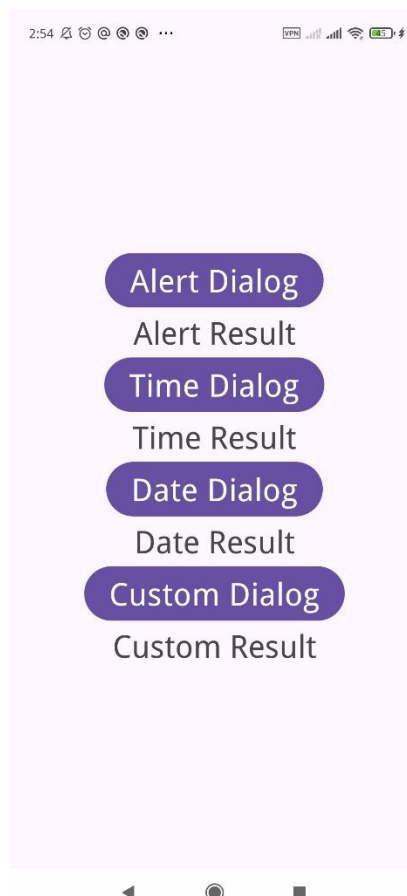 2:54 VPN 45
Alert Dialog
Alert Result
Time Dialog
Time Result
Date Dialog
Date Result
Custom Dialog
Custom Result